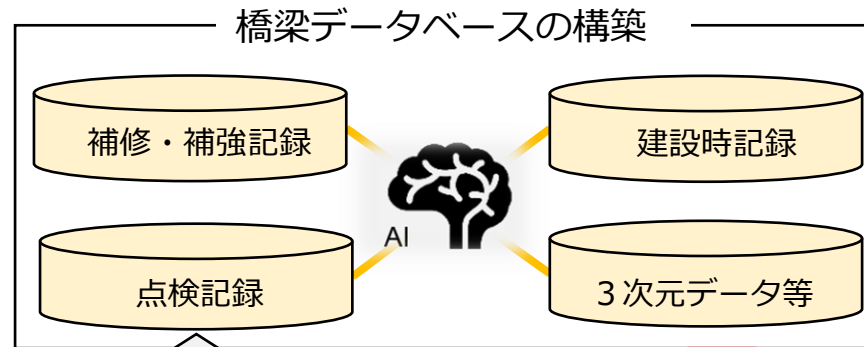 橋梁データベースの構築
補修・補強記録
建設時記録
AI
点検記録
３次元データ等